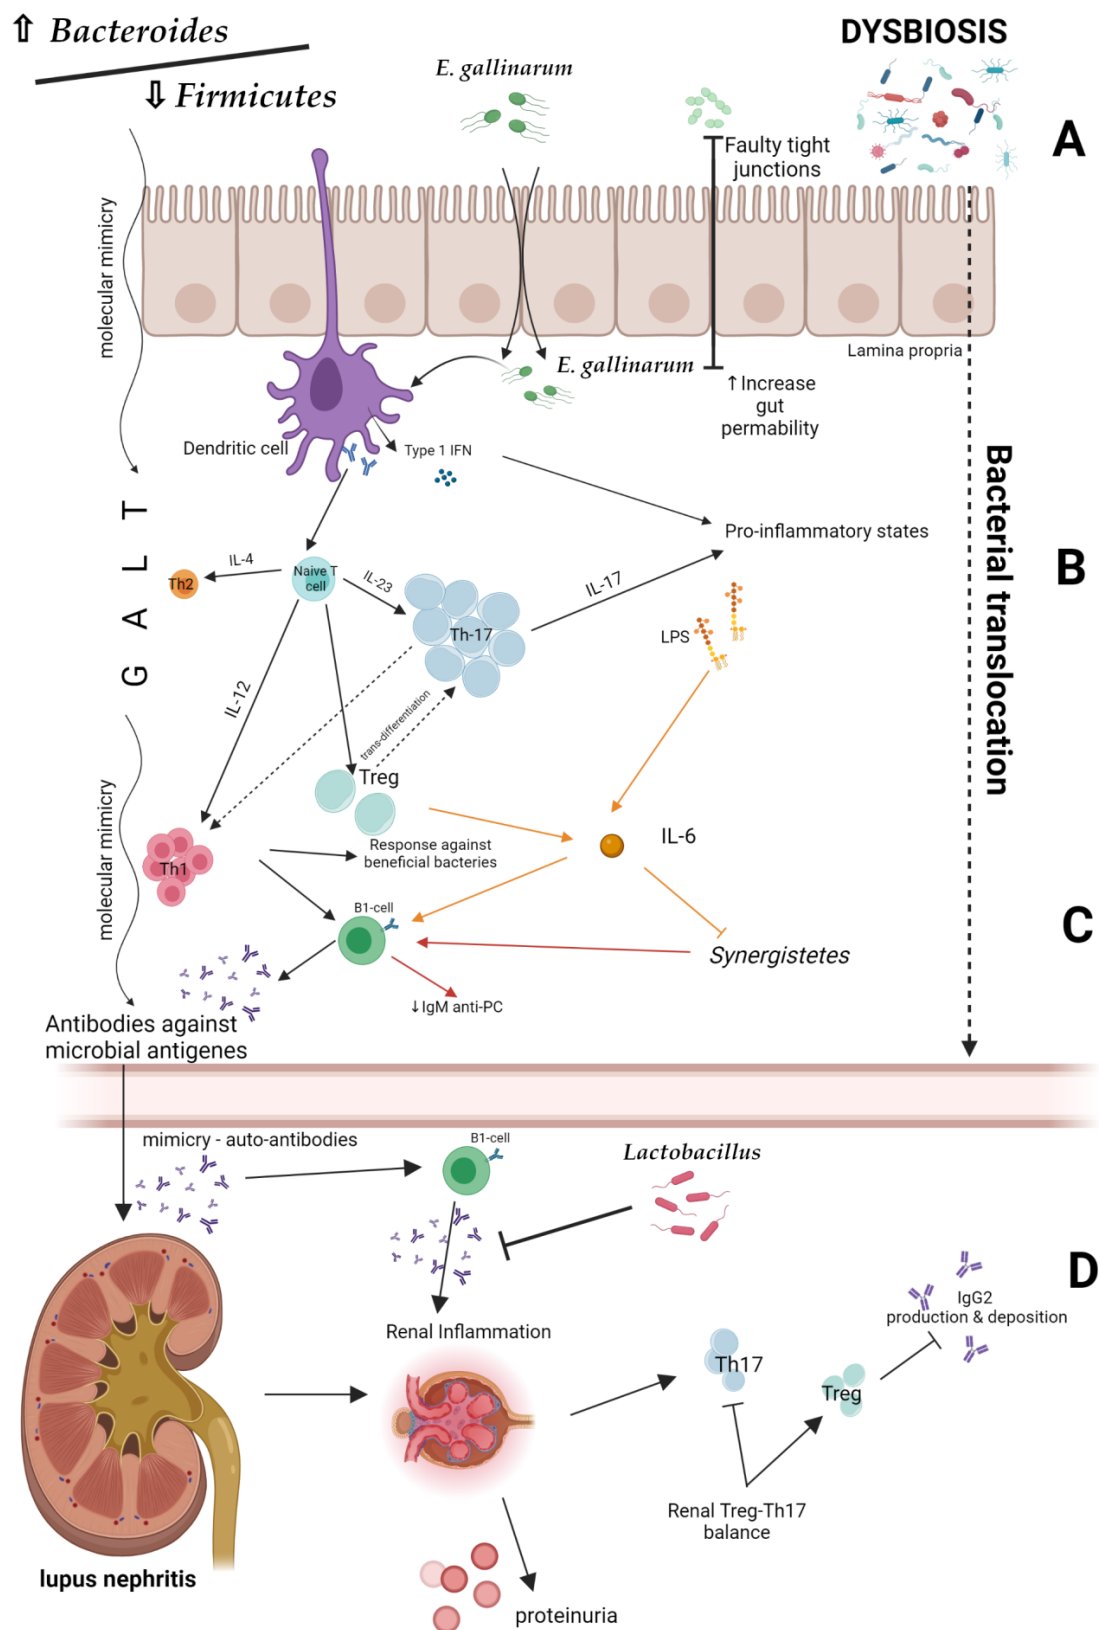 ⇧ Bacteroides
⇩ Firmicutes
E. gallinarum
DYSBIOSIS
A
Faulty tight
junctions
molecular mimicry
Lamina propria
E. gallinarum
↑Increase
gut
permability
Dendritic cell
Type 1 IFN
Bacterial translocation
GALT
Pro-inflammatory states
B
IL-4
Th2
Naive T
cell
IL-23
Th-17
IL-17
LPS
IL-12
trans-differentiation
Treg
IL-6
molecular mimicry
Th1
Response against
beneficial bacteries
B1-cell
C
Synergistetes
↓IgM anti-PC
Antibodies against
microbial antigenes
mimicry - auto-antibodies
B1-cell
Lactobacillus
D
IgG2
production & deposition
Renal Inflammation
Th17
Treg
Renal Treg-Th17
balance
lupus nephritis
proteinuria